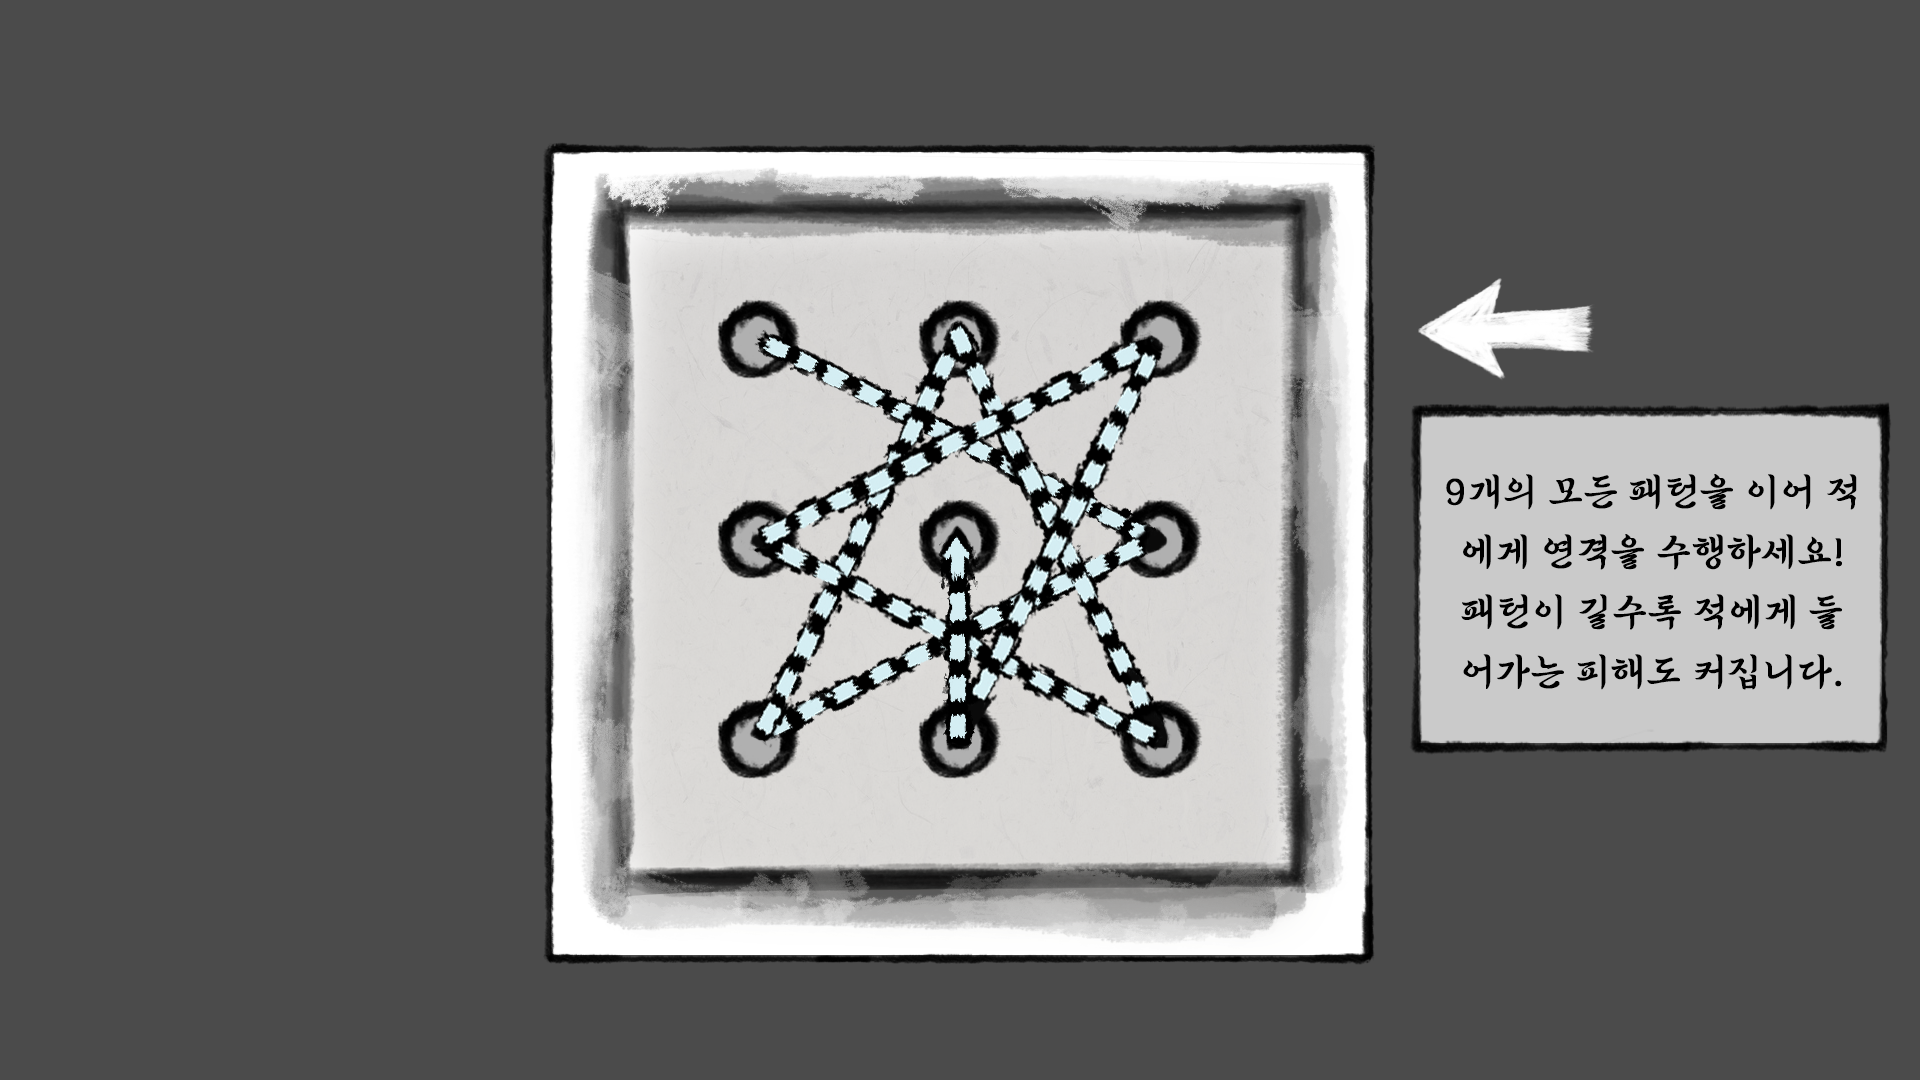 9개의 모든 패턴을 이어 적
에게 연격을 수행하세요!
패턴이 길수록 적에게 들
어가는 피해도 커집니다.